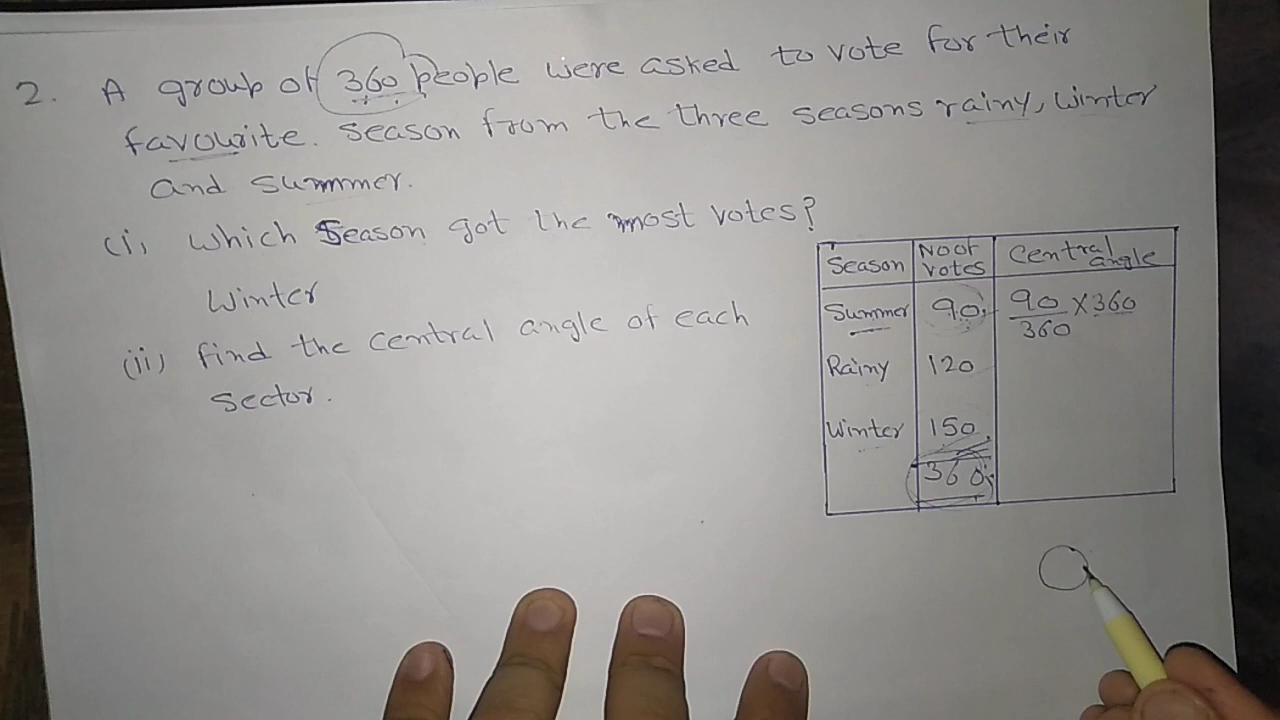 2. A group of 360 people were asked to vote for their
favourite season from the three seasons rainy, winter
and summer.
(i) Which Season got the most votes?
Winter
(ii) find the central angle of each
sector.
Season No of votes Central angle
Summer 90 90/360 × 360
Rainy 120
Winter 150
360